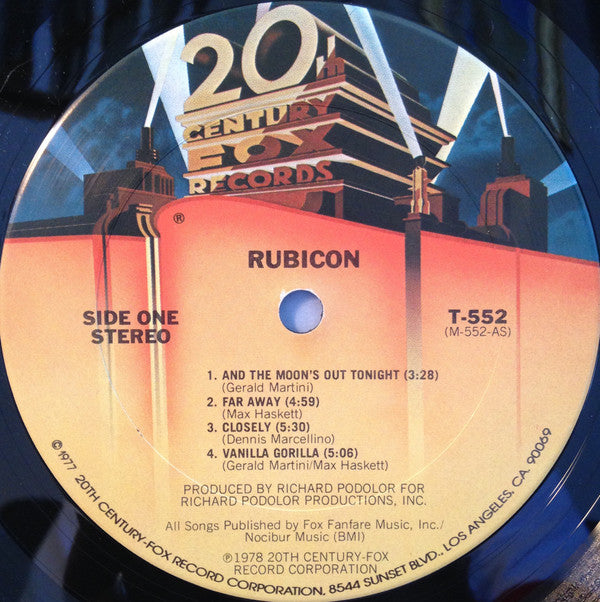 20th
CENTURY
FOX
RECORDS
®
RUBICON
SIDE ONE
STEREO
T-552
(M-552-AS)
1. AND THE MOON'S OUT TONIGHT (3:28)
(Gerald Martini)
2. FAR AWAY (4:59)
(Max Haskett)
3. CLOSELY (5:30)
(Dennis Marcellino)
4. VANILLA GORILLA (5:06)
(Gerald Martini/Max Haskett)
PRODUCED BY RICHARD PODOLOR FOR
RICHARD PODOLOR PRODUCTIONS, INC.
All Songs Published by Fox Fanfare Music, Inc./
Nocibur Music (BMI)
℗1978 20TH CENTURY-FOX
RECORD CORPORATION
©1977 20TH CENTURY-FOX RECORD CORPORATION, 8544 SUNSET BLVD., LOS ANGELES, CA. 90069